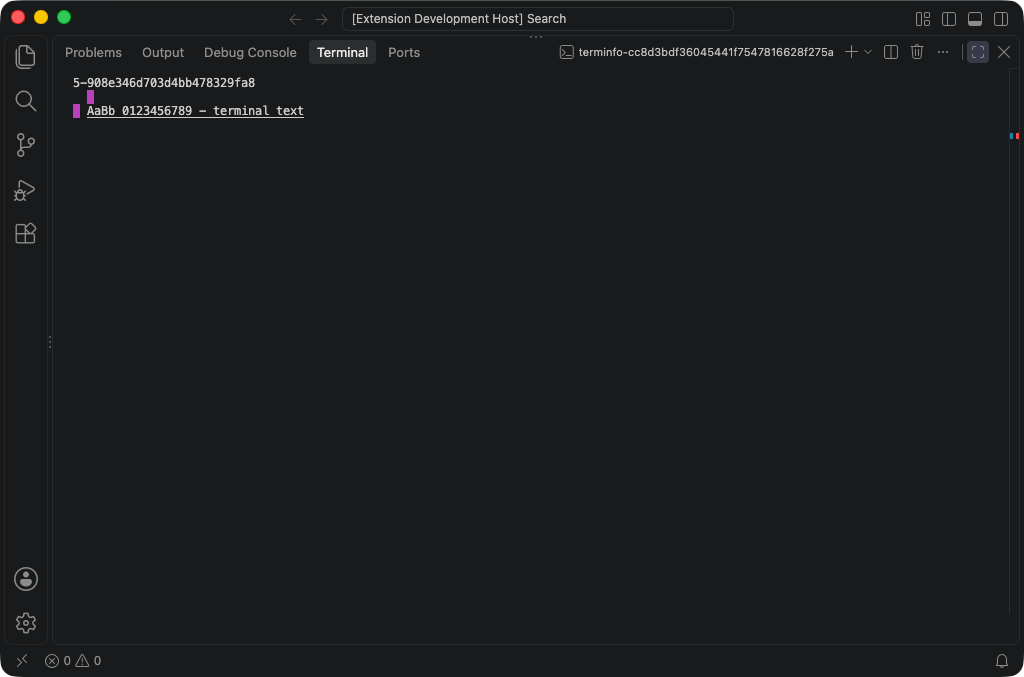 [Extension Development Host] Search
Problems Output Debug Console Terminal Ports
terminfo-cc8d3bdf36045441f7547816628f275a
5-908e346d703d4bb478329fa8
AaBb 0123456789 - terminal text
0 0